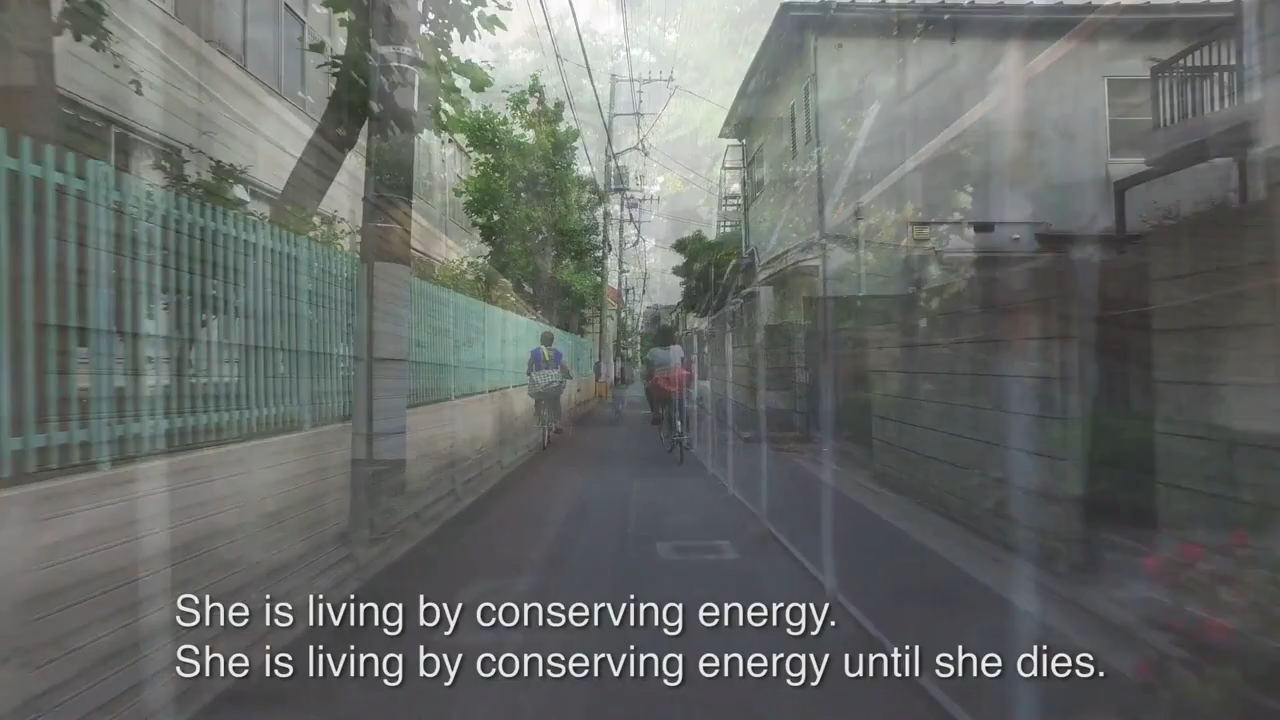 She is living by conserving energy.
She is living by conserving energy until she dies.